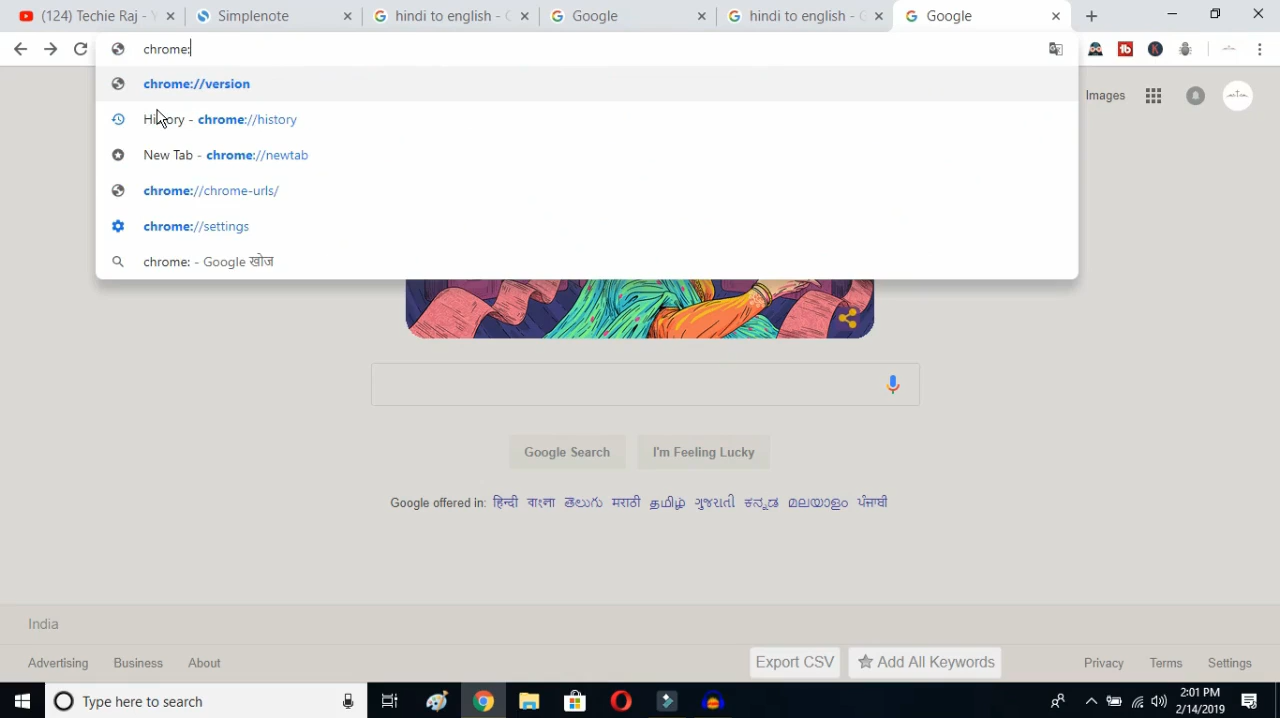 (124) Techie Raj - Y
Simplenote
hindi to english - G
Google
hindi to english - G
Google
chrome:
chrome://version
History - chrome://history
New Tab - chrome://newtab
chrome://chrome-urls/
chrome://settings
chrome: - Google खोज
Images
Google Search
I'm Feeling Lucky
Google offered in: हिन्दी বাংলা తెలుగు मराठी தமிழ் ગુજરાતી ಕನ್ನಡ മലയാളം ਪੰਜਾਬੀ
India
Advertising Business About
Export CSV
Add All Keywords
Privacy Terms Settings
Type here to search
2:01 PM
2/14/2019